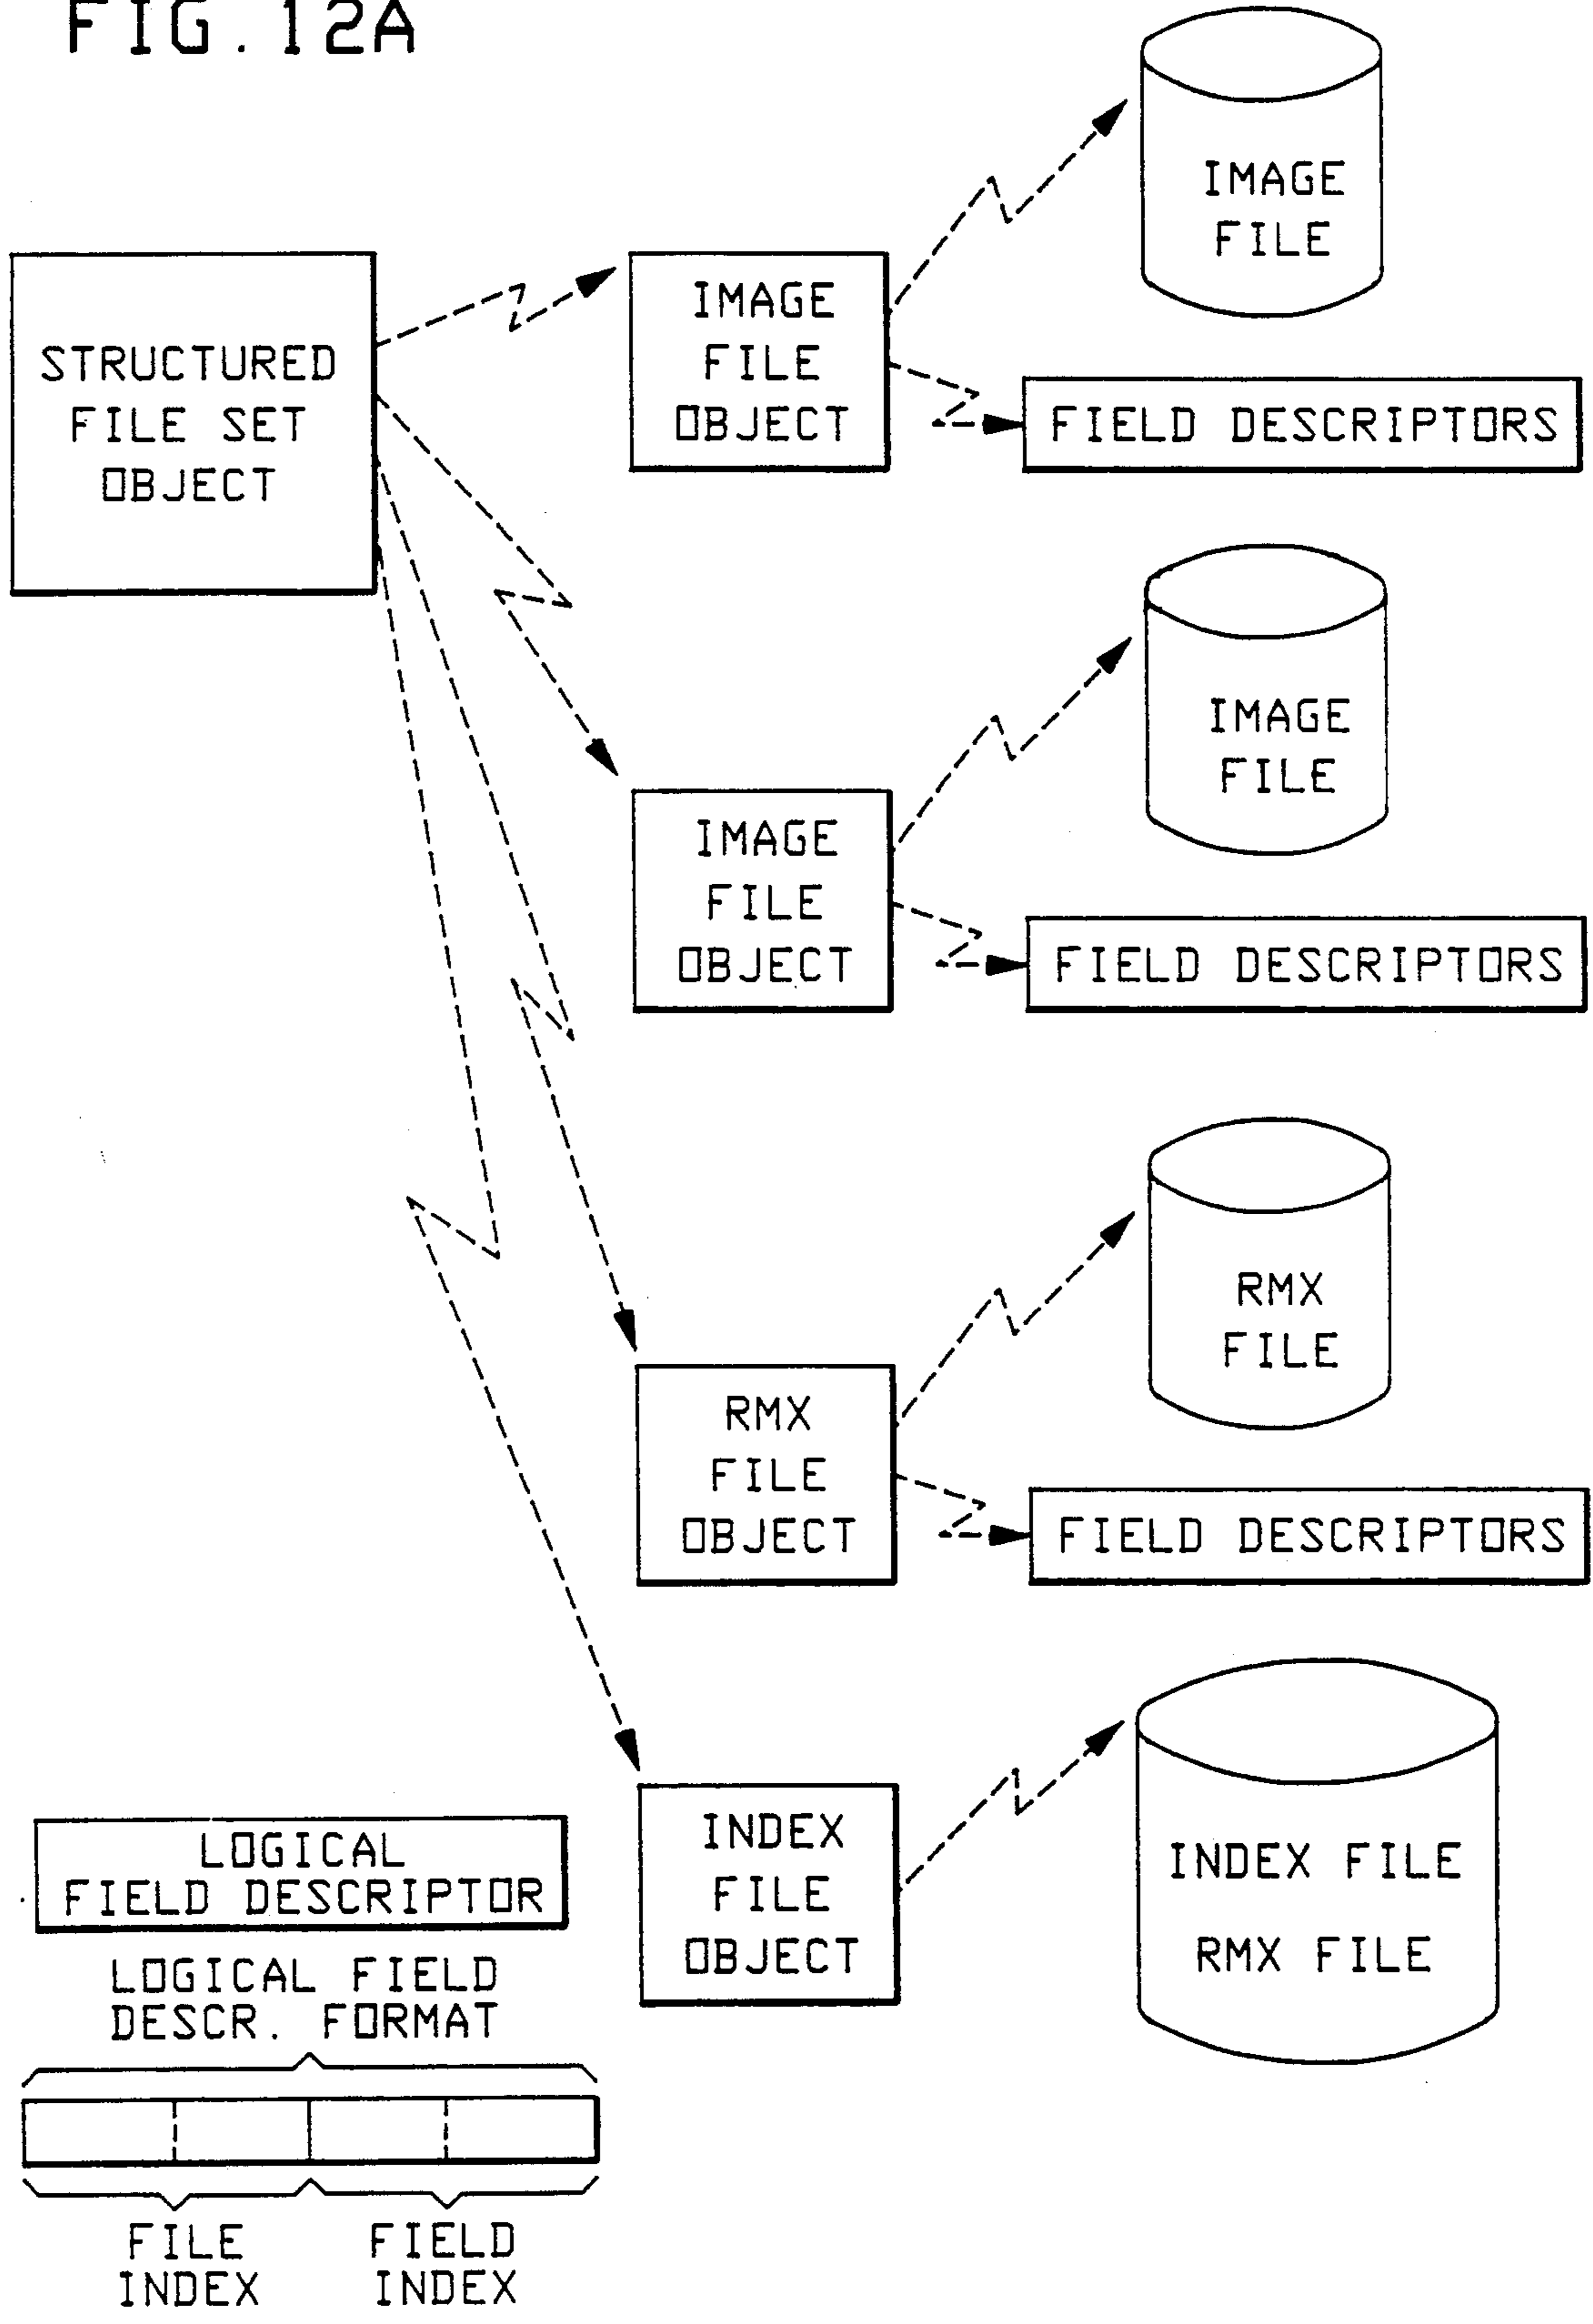 FIG. 12A
IMAGE
FILE
STRUCTURED
FILE SET
OBJECT
IMAGE
FILE
OBJECT
FIELD DESCRIPTORS
IMAGE
FILE
IMAGE
FILE
OBJECT
FIELD DESCRIPTORS
RMX
FILE
RMX
FILE
OBJECT
FIELD DESCRIPTORS
INDEX
FILE
OBJECT
INDEX FILE
RMX FILE
LOGICAL
FIELD DESCRIPTOR
LOGICAL FIELD
DESCR. FORMAT
FILE
INDEX
FIELD
INDEX